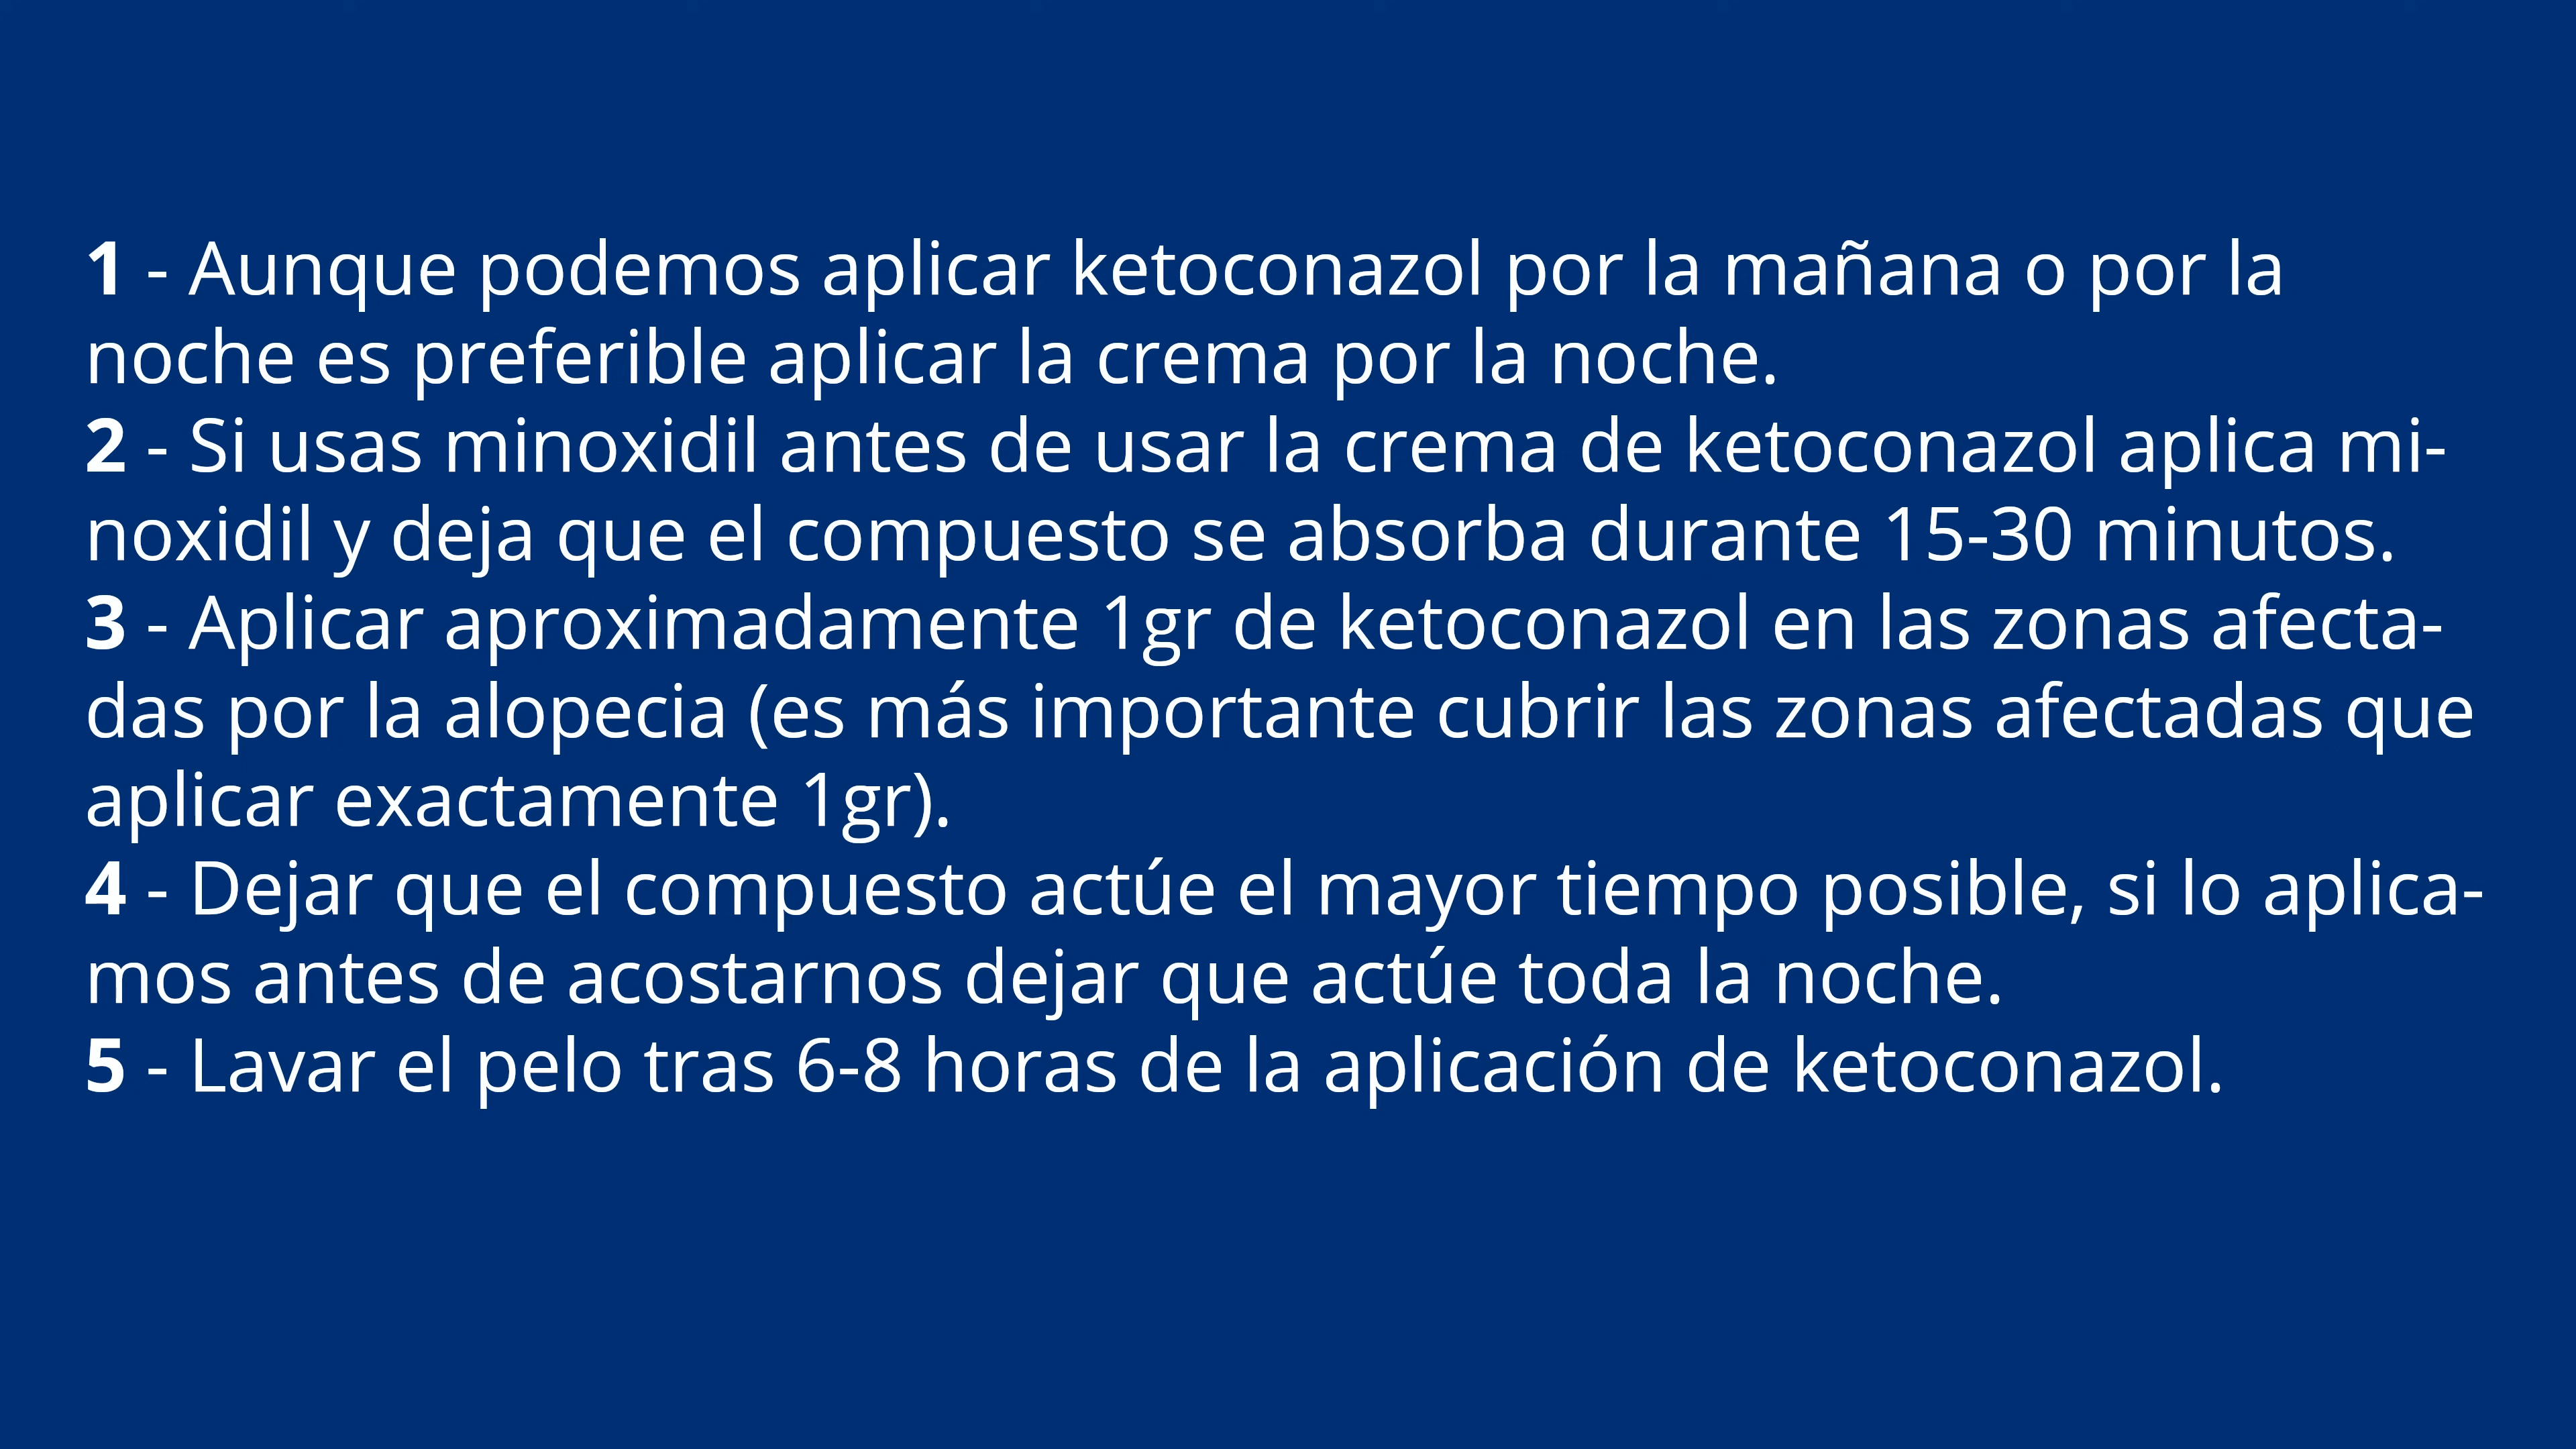 1 - Aunque podemos aplicar ketoconazol por la mañana o por la
noche es preferible aplicar la crema por la noche.
2 - Si usas minoxidil antes de usar la crema de ketoconazol aplica mi-
noxidil y deja que el compuesto se absorba durante 15-30 minutos.
3 - Aplicar aproximadamente 1gr de ketoconazol en las zonas afecta-
das por la alopecia (es más importante cubrir las zonas afectadas que
aplicar exactamente 1gr).
4 - Dejar que el compuesto actúe el mayor tiempo posible, si lo aplica-
mos antes de acostarnos dejar que actúe toda la noche.
5 - Lavar el pelo tras 6-8 horas de la aplicación de ketoconazol.